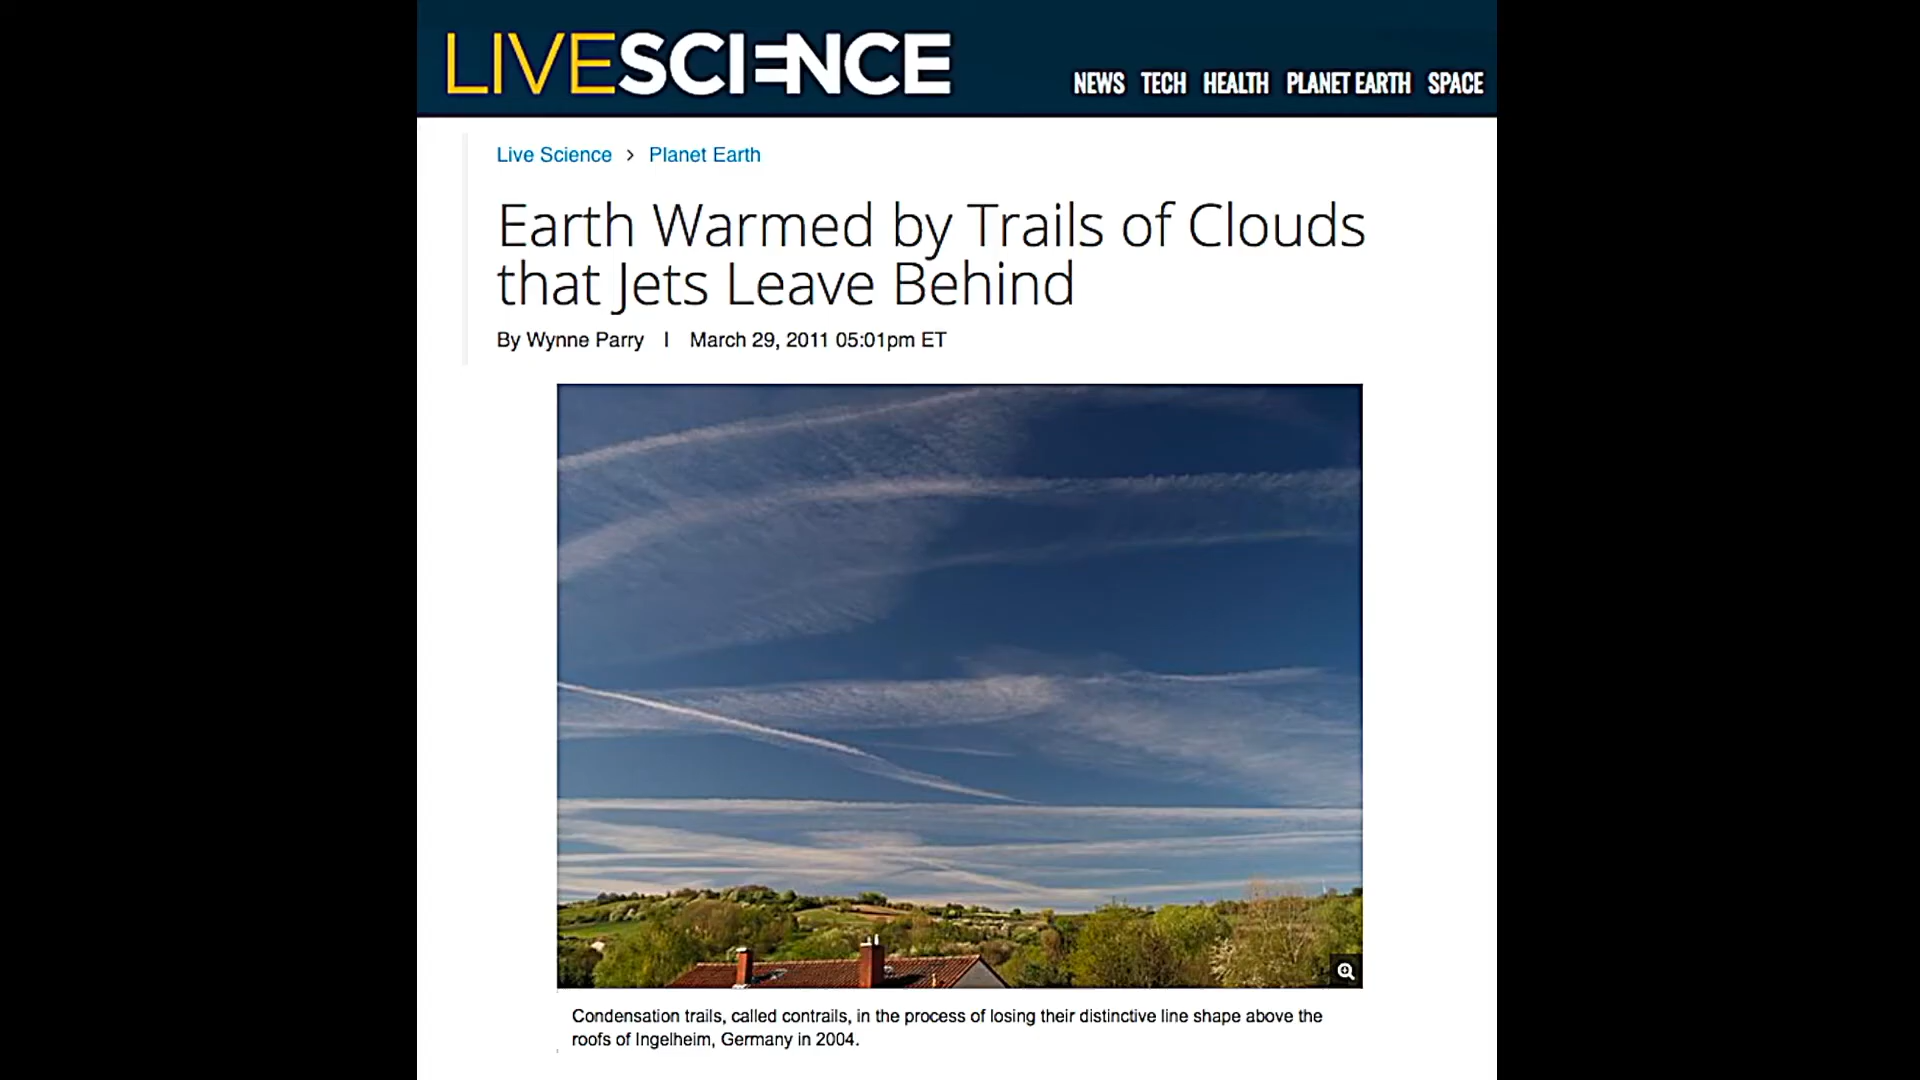 LIVESCIENCE
NEWS TECH HEALTH PLANET EARTH SPACE
Live Science > Planet Earth
Earth Warmed by Trails of Clouds
that Jets Leave Behind
By Wynne Parry | March 29, 2011 05:01pm ET
Condensation trails, called contrails, in the process of losing their distinctive line shape above the
roofs of Ingelheim, Germany in 2004.